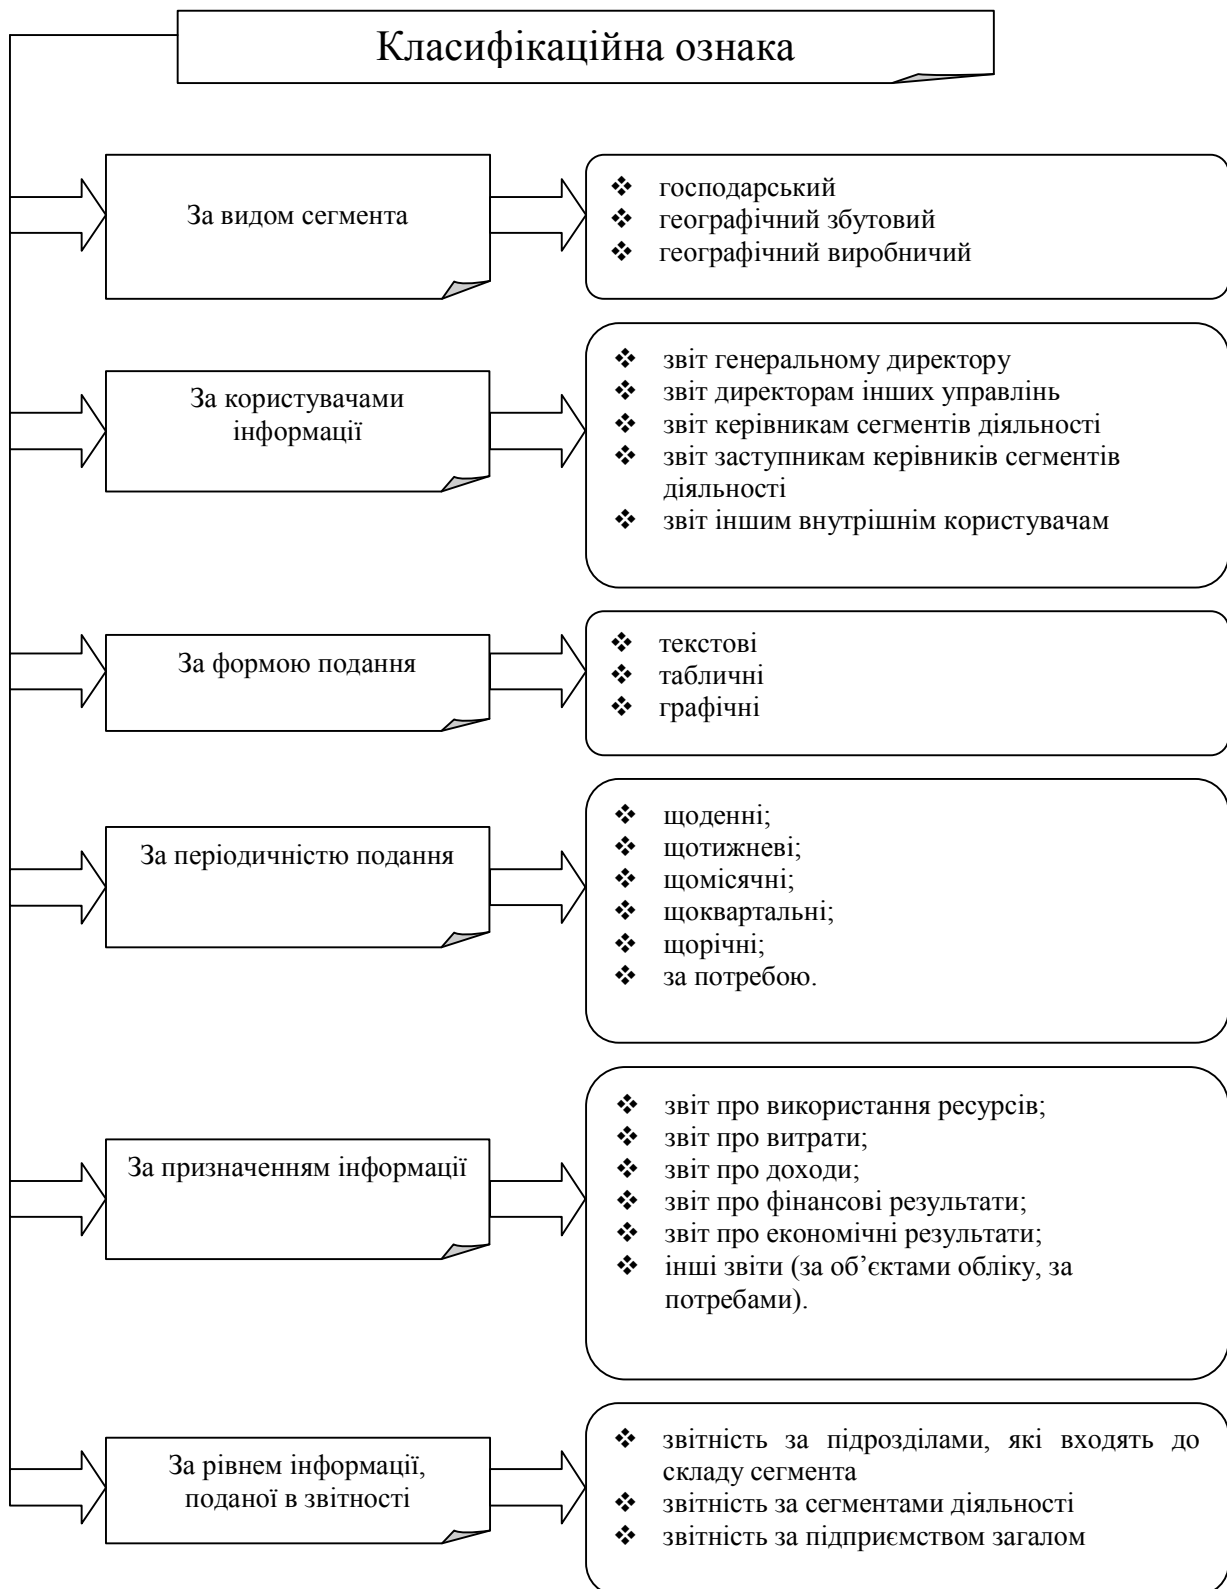 Класифікаційна ознака
За видом сегмента
❖ господарський
❖ географічний збутовий
❖ географічний виробничий
За користувачами
інформації
❖ звіт генеральному директору
❖ звіт директорам інших управлінь
❖ звіт керівникам сегментів діяльності
❖ звіт заступникам керівників сегментів
діяльності
❖ звіт іншим внутрішнім користувачам
За формою подання
❖ текстові
❖ табличні
❖ графічні
За періодичністю подання
❖ щоденні;
❖ щотижневі;
❖ щомісячні;
❖ щоквартальні;
❖ щорічні;
❖ за потребою.
За призначенням інформації
❖ звіт про використання ресурсів;
❖ звіт про витрати;
❖ звіт про доходи;
❖ звіт про фінансові результати;
❖ звіт про економічні результати;
❖ інші звіти (за об’єктами обліку, за
потребами).
За рівнем інформації,
поданої в звітності
❖ звітність за підрозділами, які входять до
складу сегмента
❖ звітність за сегментами діяльності
❖ звітність за підприємством загалом